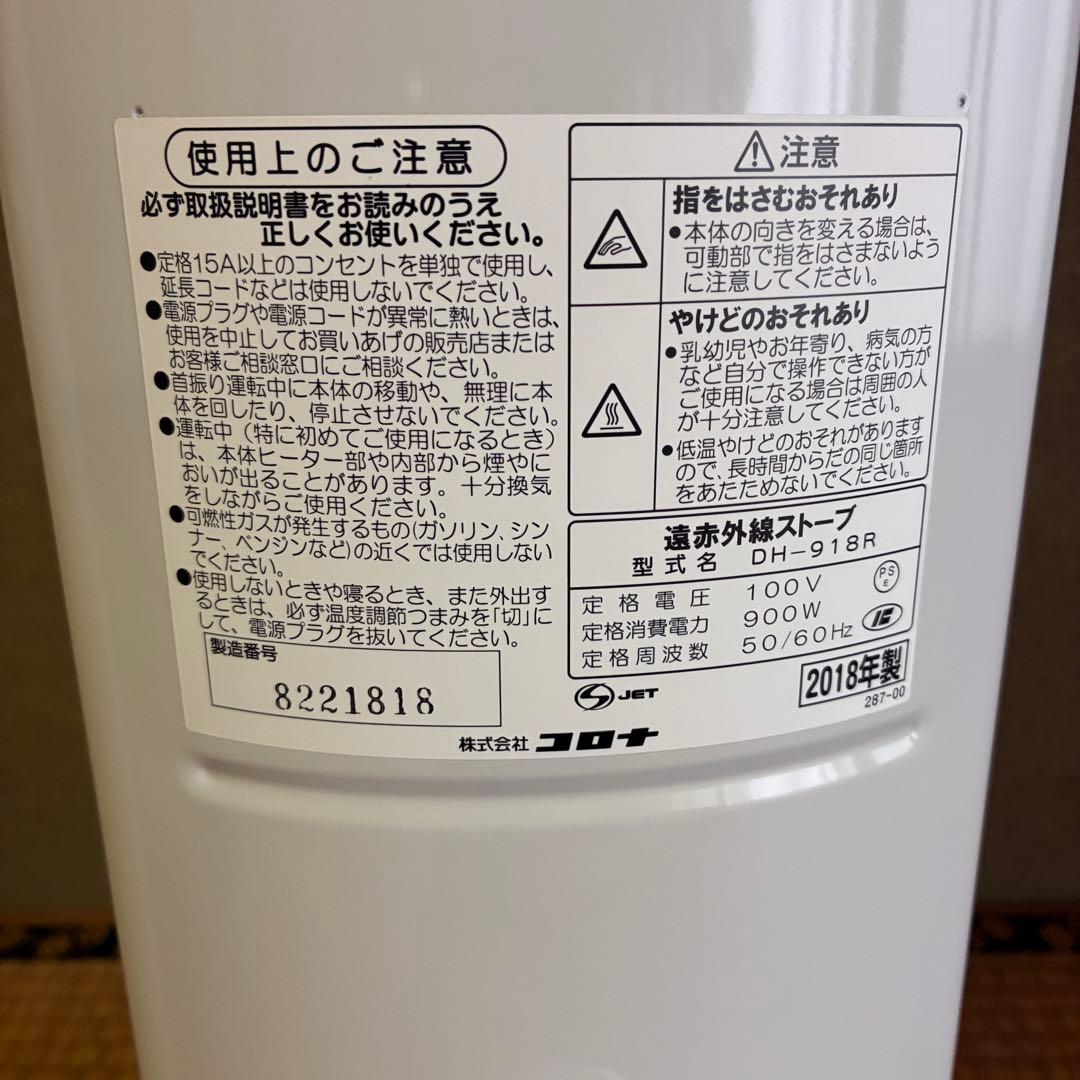 使用上のご注意
必ず取扱説明書をお読みのうえ
正しくお使いください。
●定格15A以上のコンセントを単独で使用し、
延長コードなどは使用しないでください。
●電源プラグや電源コードが異常に熱いときは、
使用を中止してお買いあげの販売店または
お客様ご相談窓口にご相談ください。
●首振り運転中に本体の移動や、無理に本
体を回したり、停止させないでください。
●運転中（特に初めてご使用になるとき）
は、本体ヒーター部や内部から煙やに
おいが出ることがあります。十分換気
をしながらご使用ください。
●可燃性ガスが発生するもの(ガソリン、シン
ナー、ベンジンなど)の近くでは使用しない
でください。
●使用しないときや寝るとき、また外出す
るときは、必ず温度調節つまみを「切」に
して、電源プラグを抜いてください。
製造番号
8221818
⚠注意
指をはさむおそれあり
●本体の向きを変える場合は、
可動部で指をはさまないよう
に注意してください。
やけどのおそれあり
●乳幼児やお年寄り、病気の方
など自分で操作できない方が
ご使用になる場合は周囲の人
が十分注意してください。
●低温やけどのおそれがあります
ので、長時間からだの同じ箇所
をあたためないでください。
遠赤外線ストーブ
型式名 DH-918R
定格電圧 100V
定格消費電力 900W
定格周波数 50/60Hz
PS
E
JET
2018年製
287-00
株式会社 コロナ